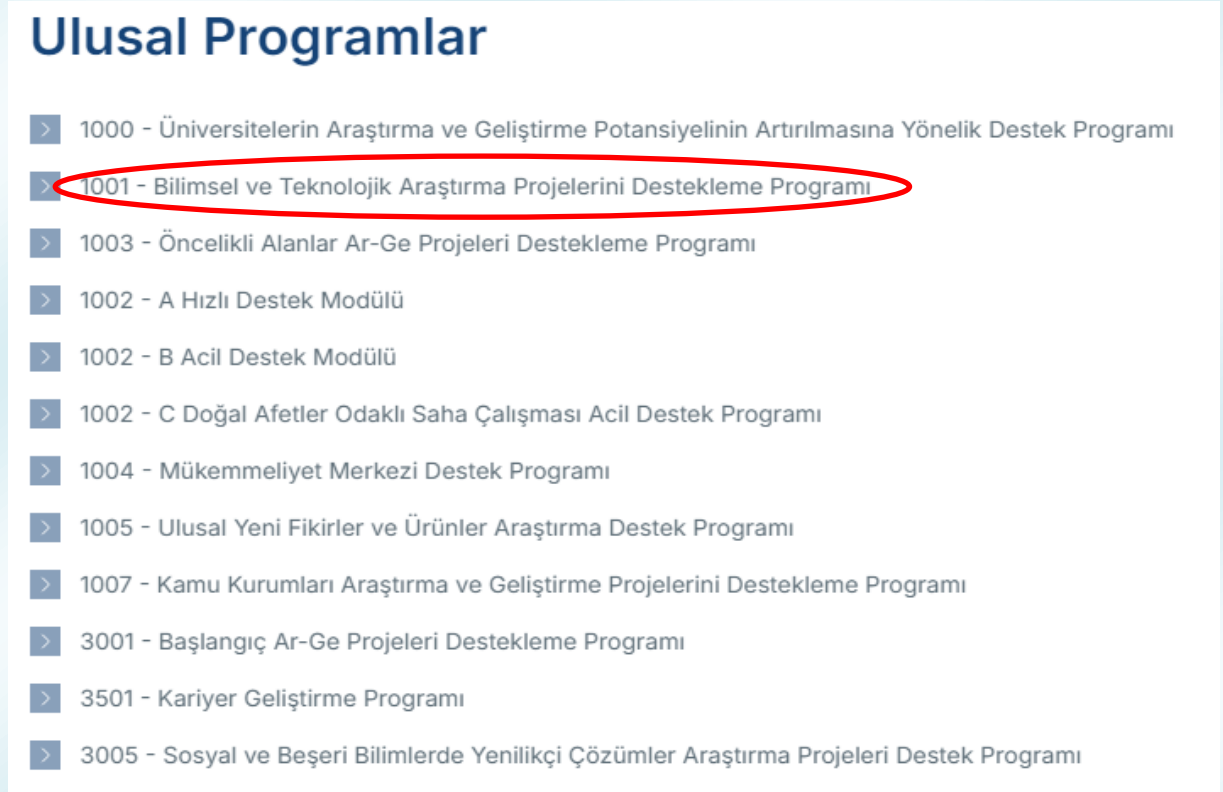 Ulusal Programlar
1000 - Üniversitelerin Araştırma ve Geliştirme Potansiyelinin Artırılmasına Yönelik Destek Programı
1001 - Bilimsel ve Teknolojik Araştırma Projelerini Destekleme Programı
1003 - Öncelikli Alanlar Ar-Ge Projeleri Destekleme Programı
1002 - A Hızlı Destek Modülü
1002 - B Acil Destek Modülü
1002 - C Doğal Afetler Odaklı Saha Çalışması Acil Destek Programı
1004 - Mükemmeliyet Merkezi Destek Programı
1005 - Ulusal Yeni Fikirler ve Ürünler Araştırma Destek Programı
1007 - Kamu Kurumları Araştırma ve Geliştirme Projelerini Destekleme Programı
3001 - Başlangıç Ar-Ge Projeleri Destekleme Programı
3501 - Kariyer Geliştirme Programı
3005 - Sosyal ve Beşeri Bilimlerde Yenilikçi Çözümler Araştırma Projeleri Destek Programı